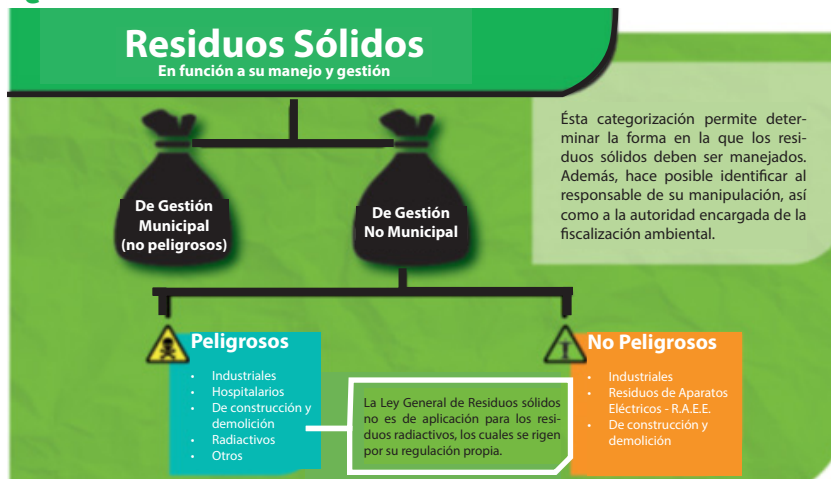 Residuos Sólidos
En función a su manejo y gestión
Ésta categorización permite deter-
minar la forma en la que los resi-
duos sólidos deben ser manejados.
Además, hace posible identificar al
responsable de su manipulación, así
como a la autoridad encargada de la
fiscalización ambiental.
De Gestión
Municipal
(no peligrosos)
De Gestión
No Municipal
Peligrosos
• Industriales
• Hospitalarios
• De construcción y
demolición
• Radiactivos
• Otros
La Ley General de Residuos sólidos
no es de aplicación para los resi-
duos radiactivos, los cuales se rigen
por su regulación propia.
No Peligrosos
• Industriales
• Residuos de Aparatos
Eléctricos - R.A.E.E.
• De construcción y
demolición